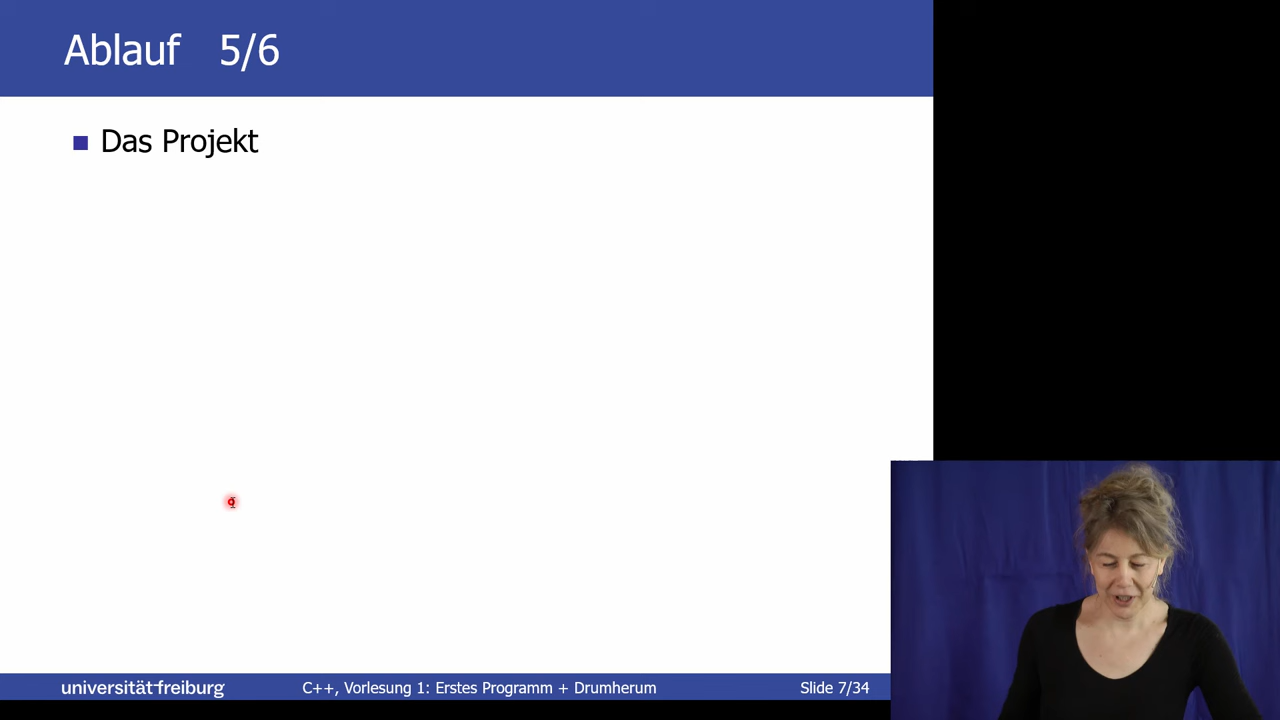 Ablauf 5/6
Das Projekt
universität freiburg
C++, Vorlesung 1: Erstes Programm + Drumherum
Slide 7/34